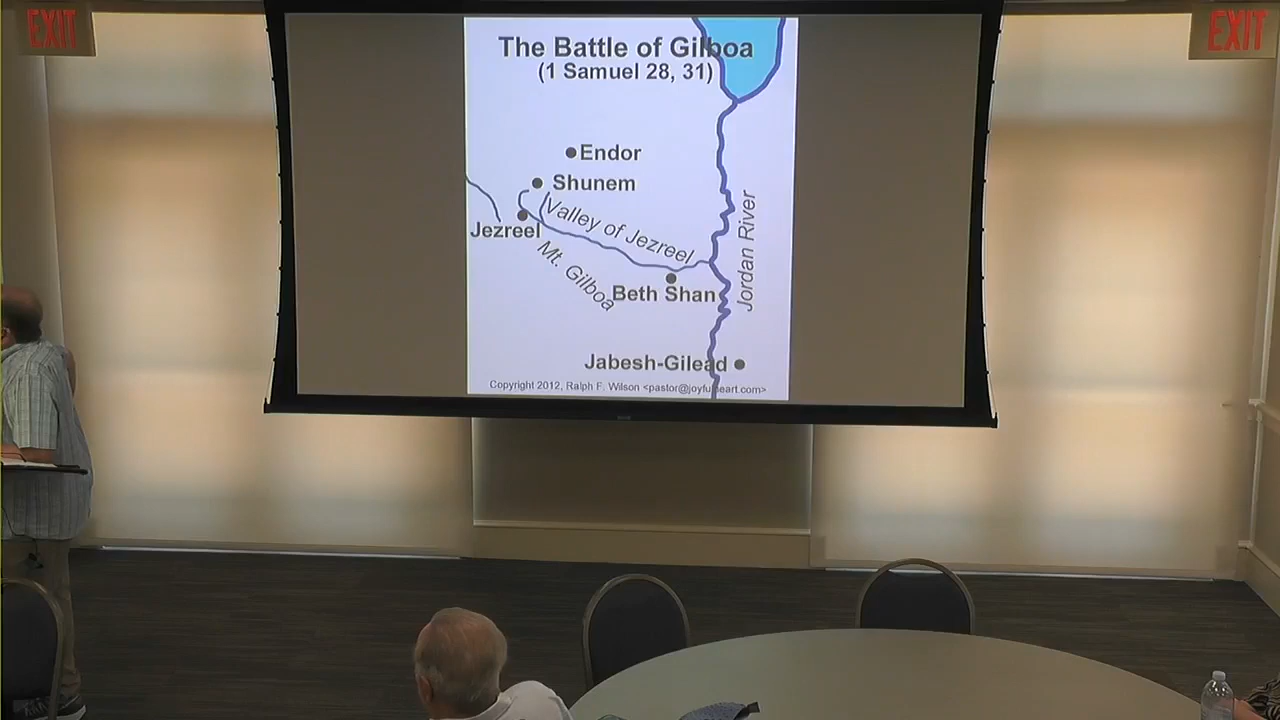 EXIT
EXIT
The Battle of Gilboa
(1 Samuel 28, 31)
Endor
Shunem
Valley of Jezreel
Jezreel
Mt. Gilboa
Beth Shan
Jordan River
Jabesh-Gilead
Copyright 2012, Ralph F. Wilson <pastor@joyfulheart.com>